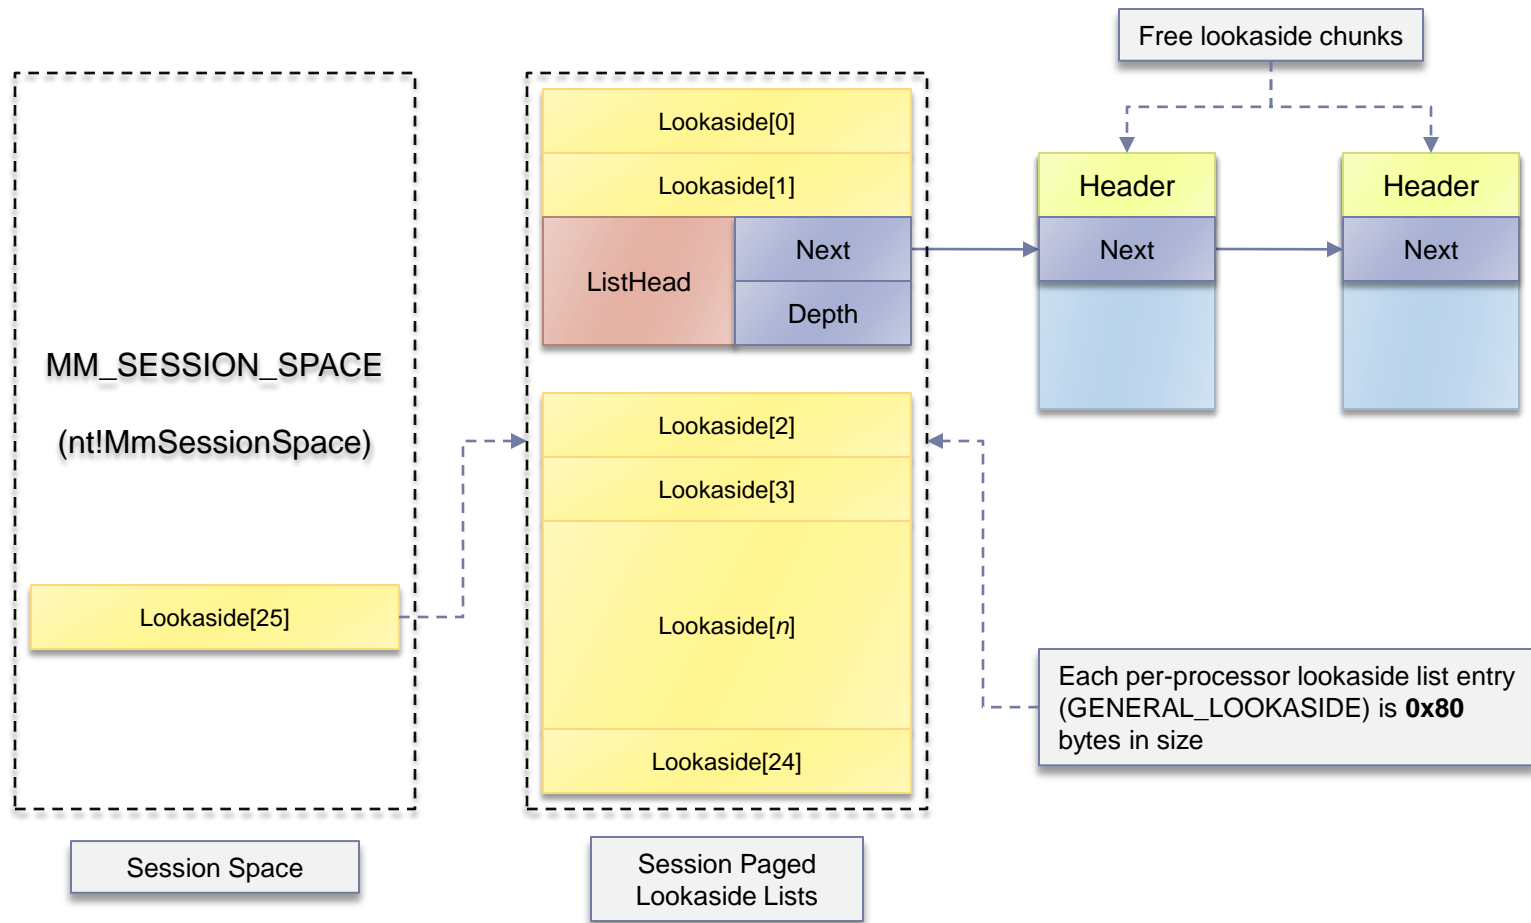 Free lookaside chunks
Lookaside[0]
Lookaside[1]
Header
Header
ListHead
Next
Next
Next
Depth
MM_SESSION_SPACE
(nt!MmSessionSpace)
Lookaside[2]
Lookaside[3]
Lookaside[25]
Lookaside[n]
Each per-processor lookaside list entry
(GENERAL_LOOKASIDE) is 0x80
bytes in size
Lookaside[24]
Session Space
Session Paged
Lookaside Lists